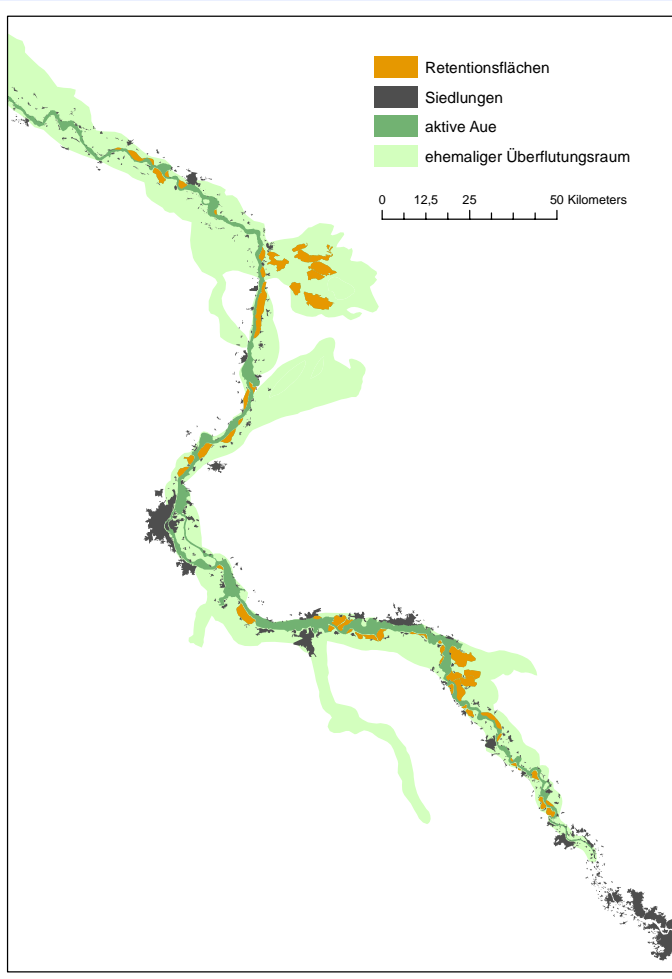 Retentionsflächen
Siedlungen
aktive Aue
ehemaliger Überflutungsraum
0 12,5 25 50 Kilometers